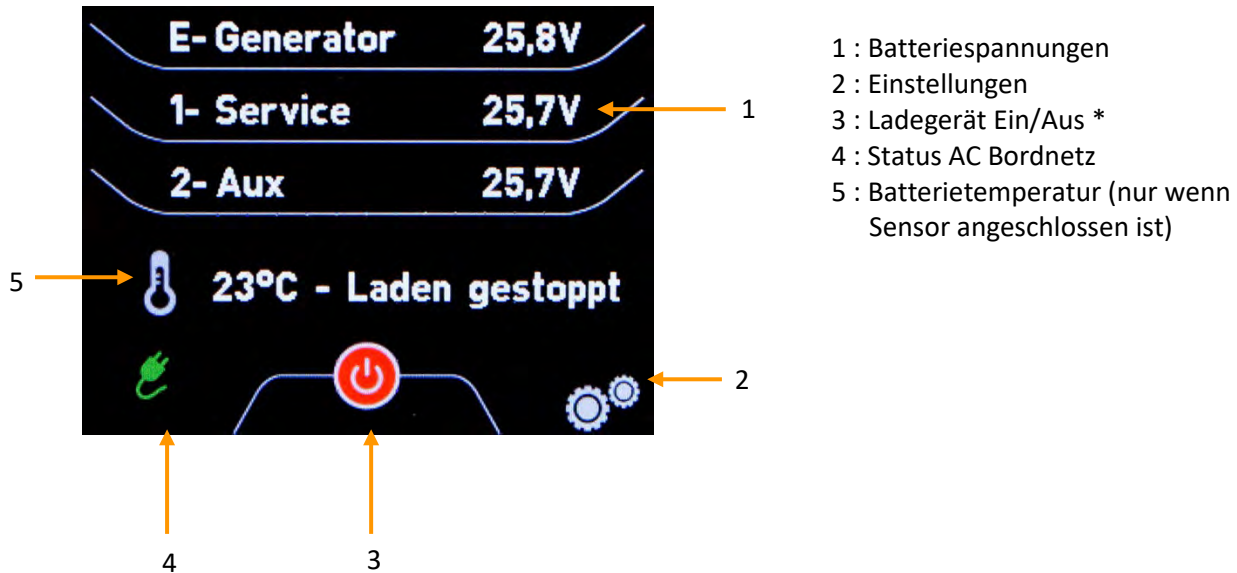 E- Generator 25,8V
1- Service 25,7V
2- Aux 25,7V
23°C - Laden gestoppt
1
5
2
4
3
1 : Batteriespannungen
2 : Einstellungen
3 : Ladegerät Ein/Aus *
4 : Status AC Bordnetz
5 : Batterietemperatur (nur wenn
Sensor angeschlossen ist)